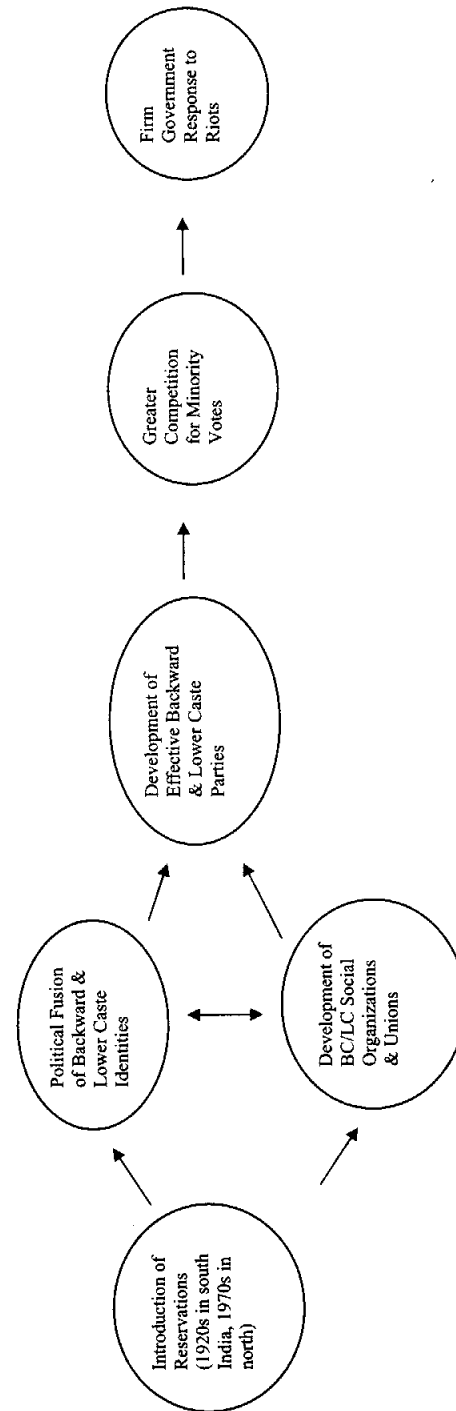 Introduction of
Reservations
(1920s in south
India, 1970s in
north)
Political Fusion
of Backward &
Lower Caste
Identities
Development of
BC/LC Social
Organizations
& Unions
Development of
Effective Backward
& Lower Caste
Parties
Greater
Competition
for Minority
Votes
Firm
Government
Response to
Riots